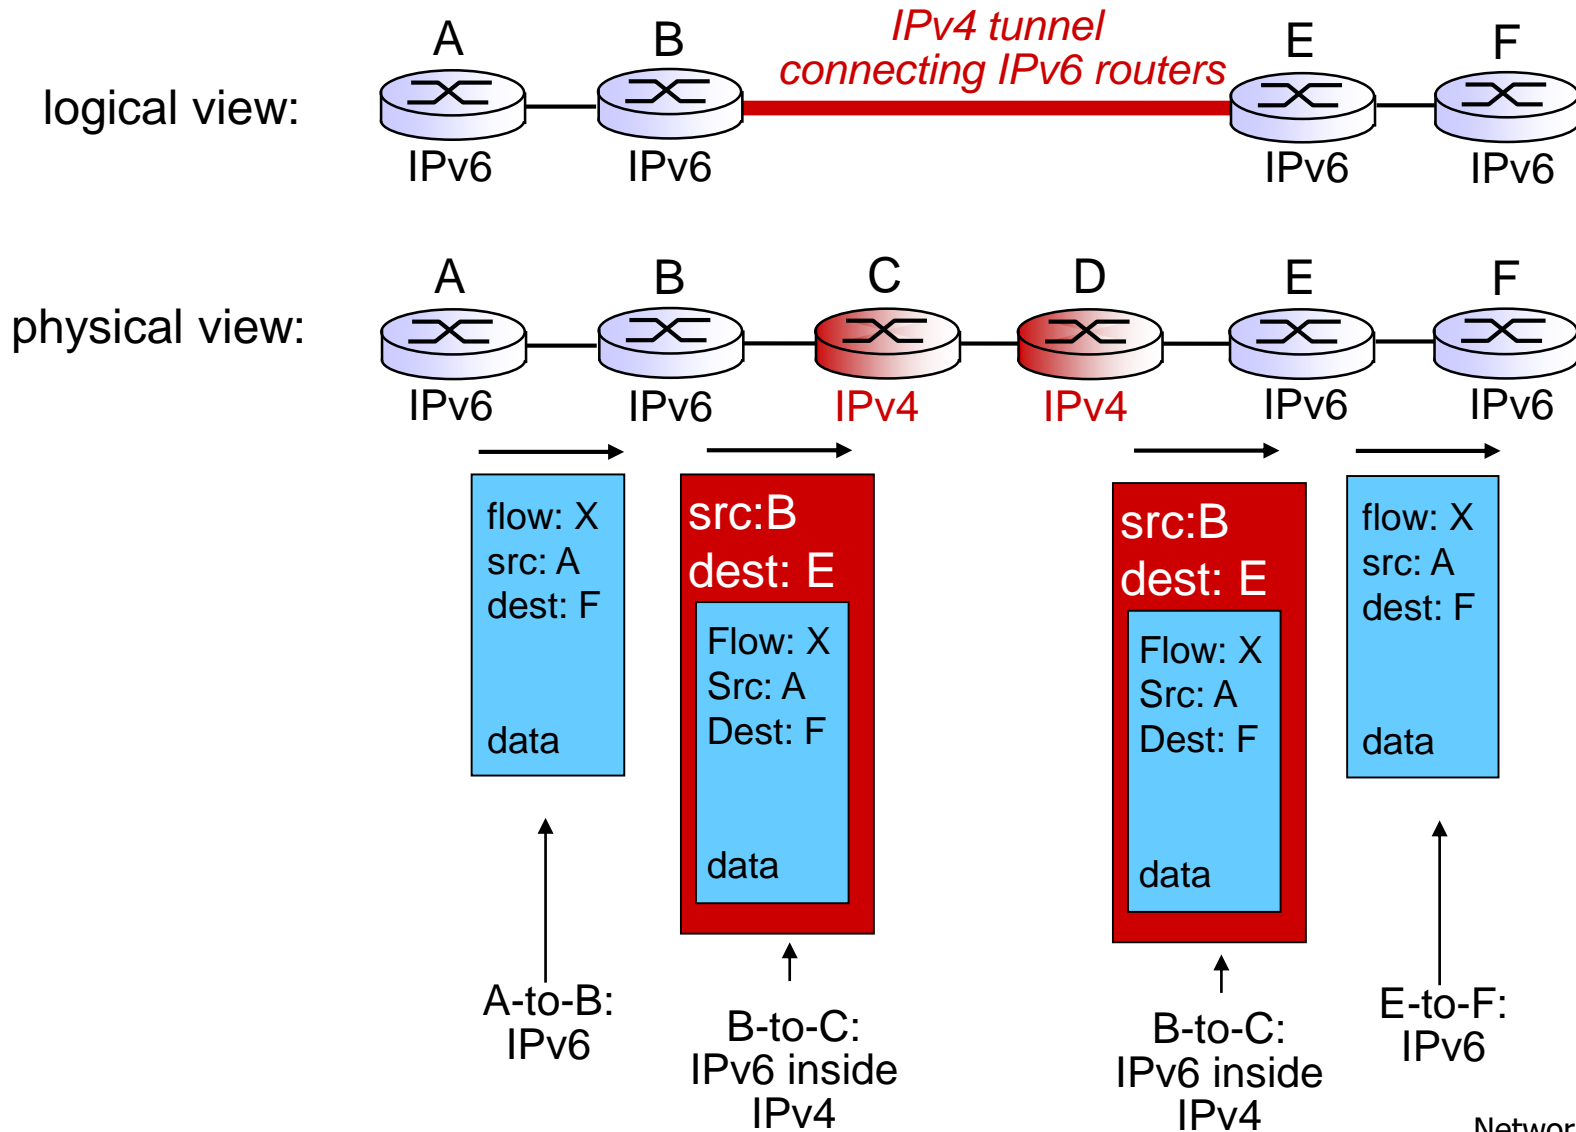 A
B
IPv4 tunnel
connecting IPv6 routers
E
F
logical view:
IPv6
IPv6
IPv6
IPv6
A
B
C
D
E
F
physical view:
IPv6
IPv6
IPv4
IPv4
IPv6
IPv6
flow: X
src: A
dest: F
data
src:B
dest: E
Flow: X
Src: A
Dest: F
data
src:B
dest: E
Flow: X
Src: A
Dest: F
data
flow: X
src: A
dest: F
data
A-to-B:
IPv6
B-to-C:
IPv6 inside
IPv4
B-to-C:
IPv6 inside
IPv4
E-to-F:
IPv6